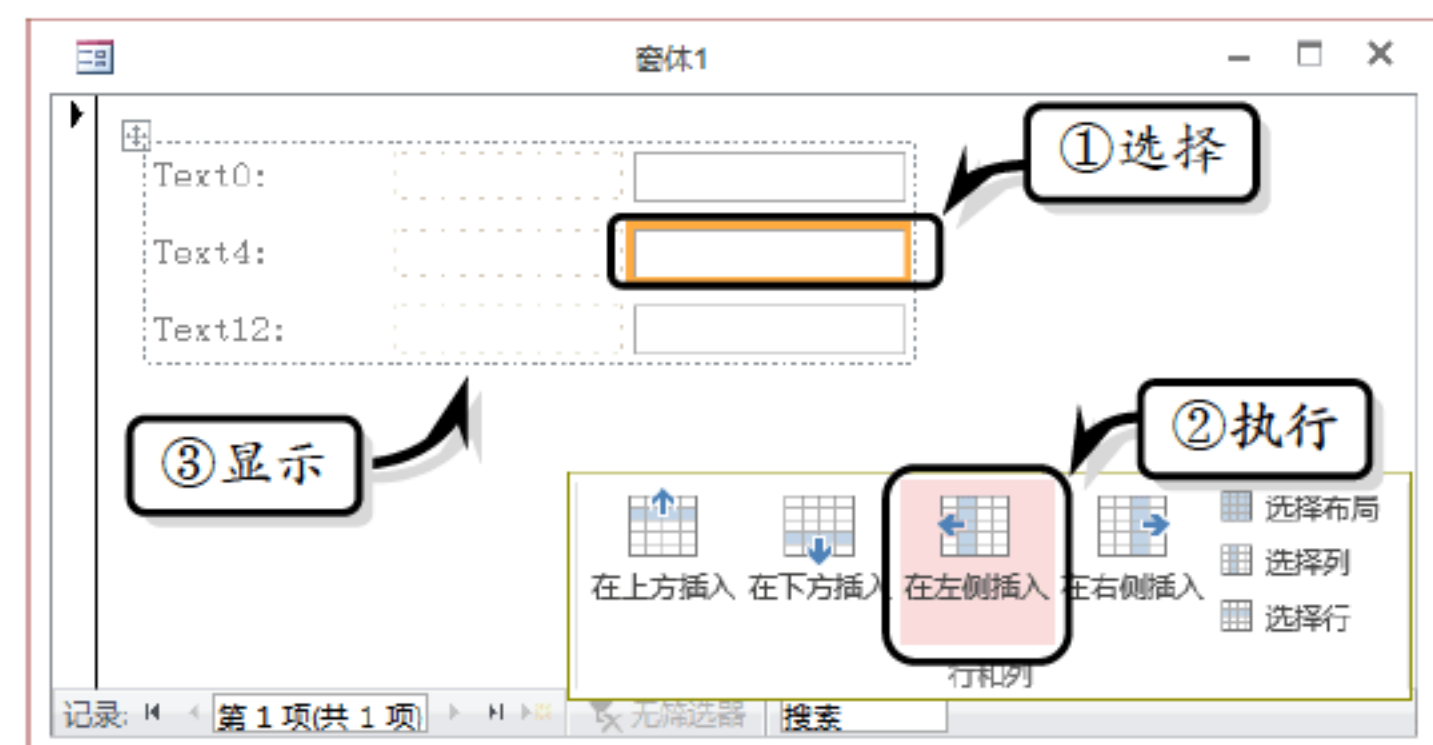 窗体1
①选择
Text0:
Text4:
Text12:
②执行
③显示
在上方插入 在下方插入 在左侧插入 在右侧插入
选择布局
选择列
选择行
行和列
记录: 第 1 项(共 1 项) 无筛选器 搜索